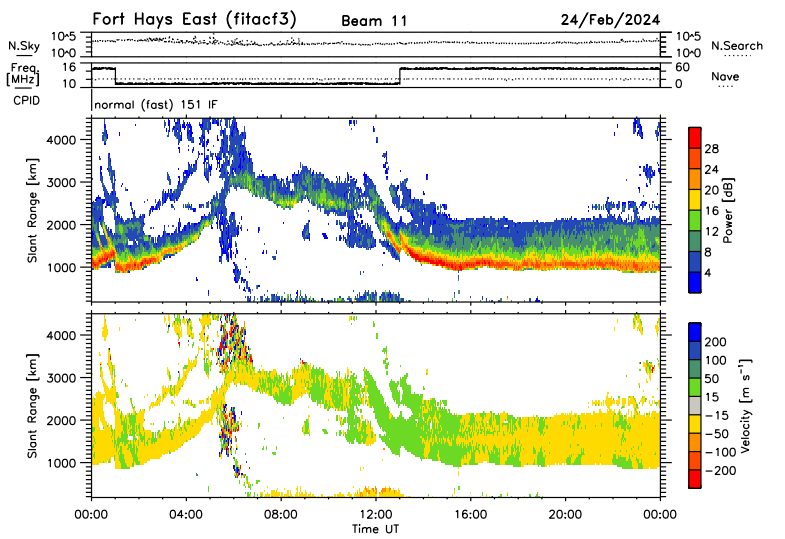 Fort Hays East (fitacf3) Beam 11 24/Feb/2024
N.Sky 10^5 10^0 10^5 10^0 N.Search
Freq. [MHz] 16 10 60 0 Nave
CPID normal (fast) 151 IF
Slant Range [km] 4000 3000 2000 1000
Power [dB] 28 24 20 16 12 8 4
Slant Range [km] 4000 3000 2000 1000
Velocity [m s⁻¹] 200 100 50 15 -15 -50 -100 -200
00:00 04:00 08:00 12:00 16:00 20:00 00:00
Time UT